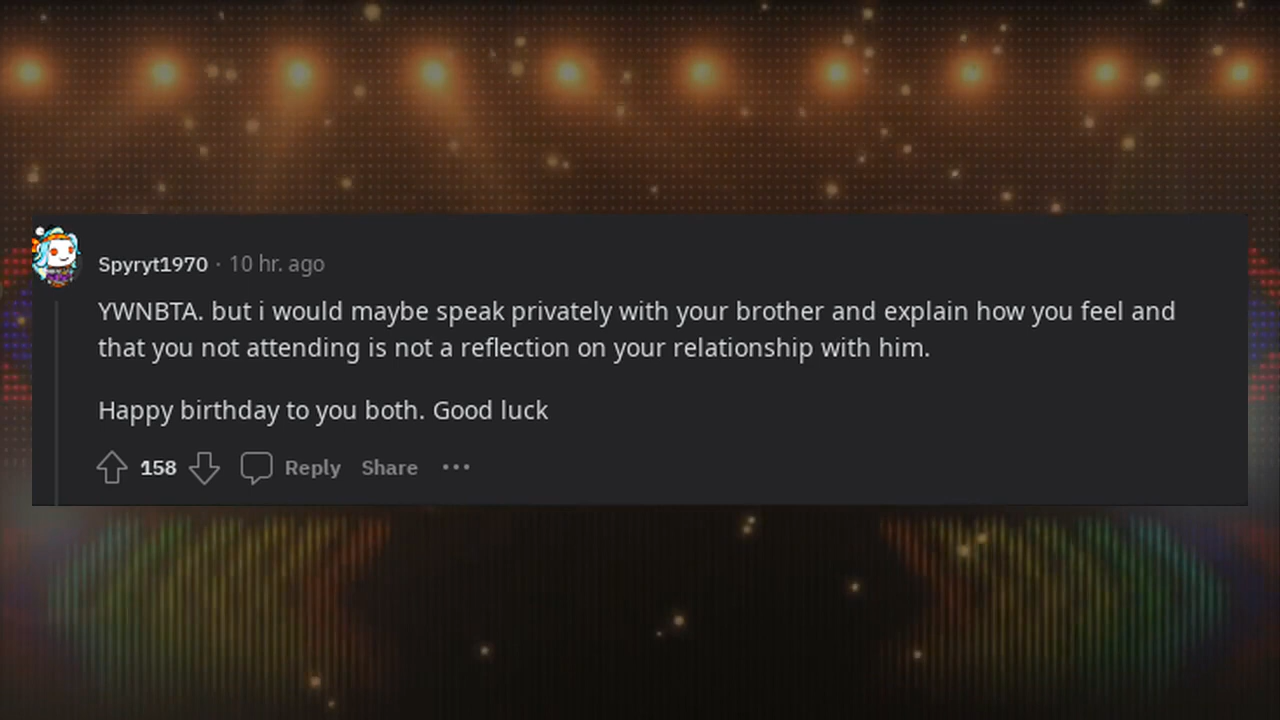 Spyryt1970 · 10 hr. ago
YWNBTA. but i would maybe speak privately with your brother and explain how you feel and
that you not attending is not a reflection on your relationship with him.
Happy birthday to you both. Good luck
158 Reply Share ···